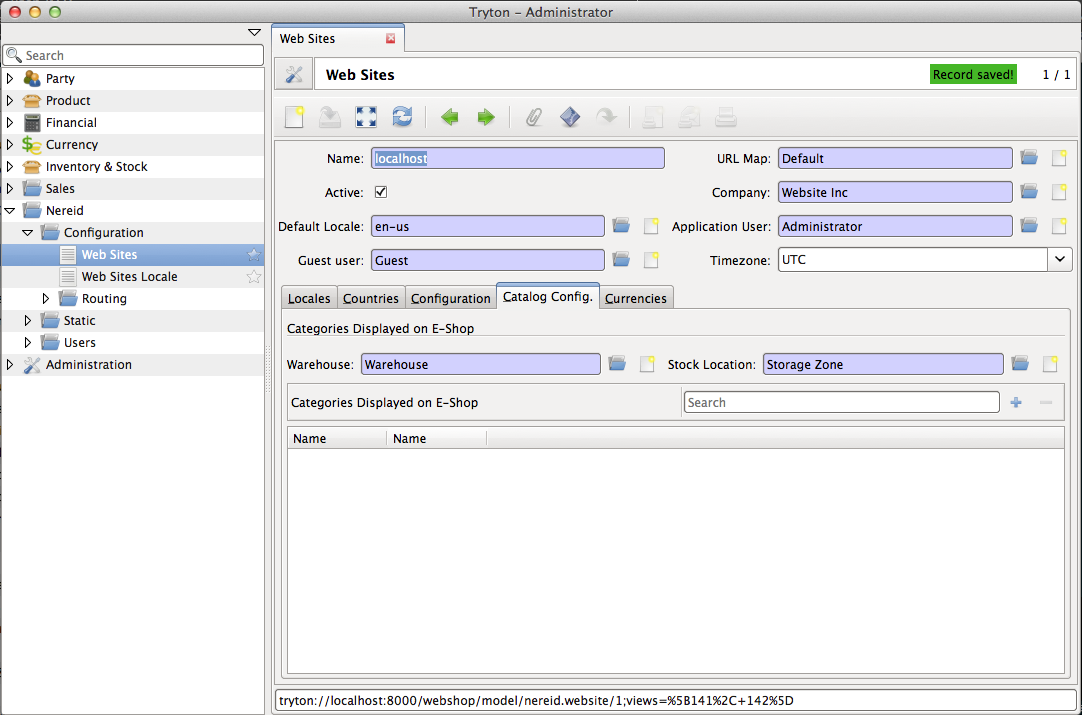 Tryton – Administrator
Search
Party
Product
Financial
Currency
Inventory & Stock
Sales
Nereid
Configuration
Web Sites
Web Sites Locale
Routing
Static
Users
Administration
Web Sites
Web Sites
Record saved! 1 / 1
Name: localhost URL Map: Default
Active: Company: Website Inc
Default Locale: en-us Application User: Administrator
Guest user: Guest Timezone: UTC
Locales Countries Configuration Catalog Config. Currencies
Categories Displayed on E-Shop
Warehouse: Warehouse Stock Location: Storage Zone
Categories Displayed on E-Shop Search
Name Name
tryton://localhost:8000/webshop/model/nereid.website/1;views=%5B141%2C+142%5D